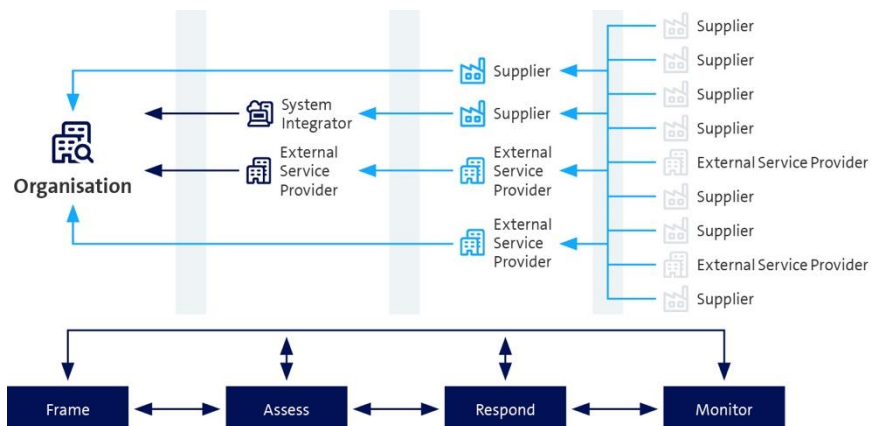 Organisation
System
Integrator
External
Service
Provider
Supplier
Supplier
External
Service
Provider
External
Service
Provider
Supplier
Supplier
Supplier
Supplier
External Service Provider
Supplier
Supplier
External Service Provider
Supplier
Frame
Assess
Respond
Monitor